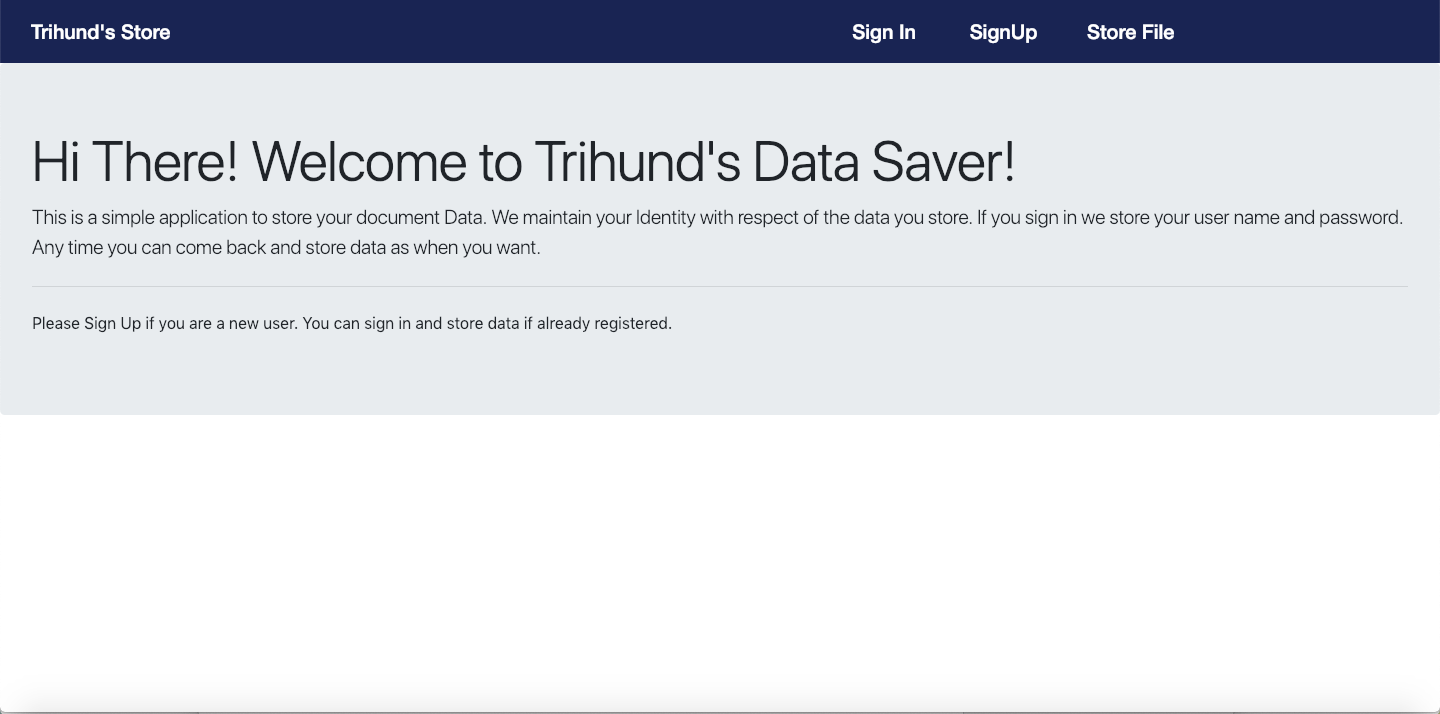 Trihund's Store
Sign In
SignUp
Store File
Hi There! Welcome to Trihund's Data Saver!
This is a simple application to store your document Data. We maintain your Identity with respect of the data you store. If you sign in we store your user name and password.
Any time you can come back and store data as when you want.
Please Sign Up if you are a new user. You can sign in and store data if already registered.